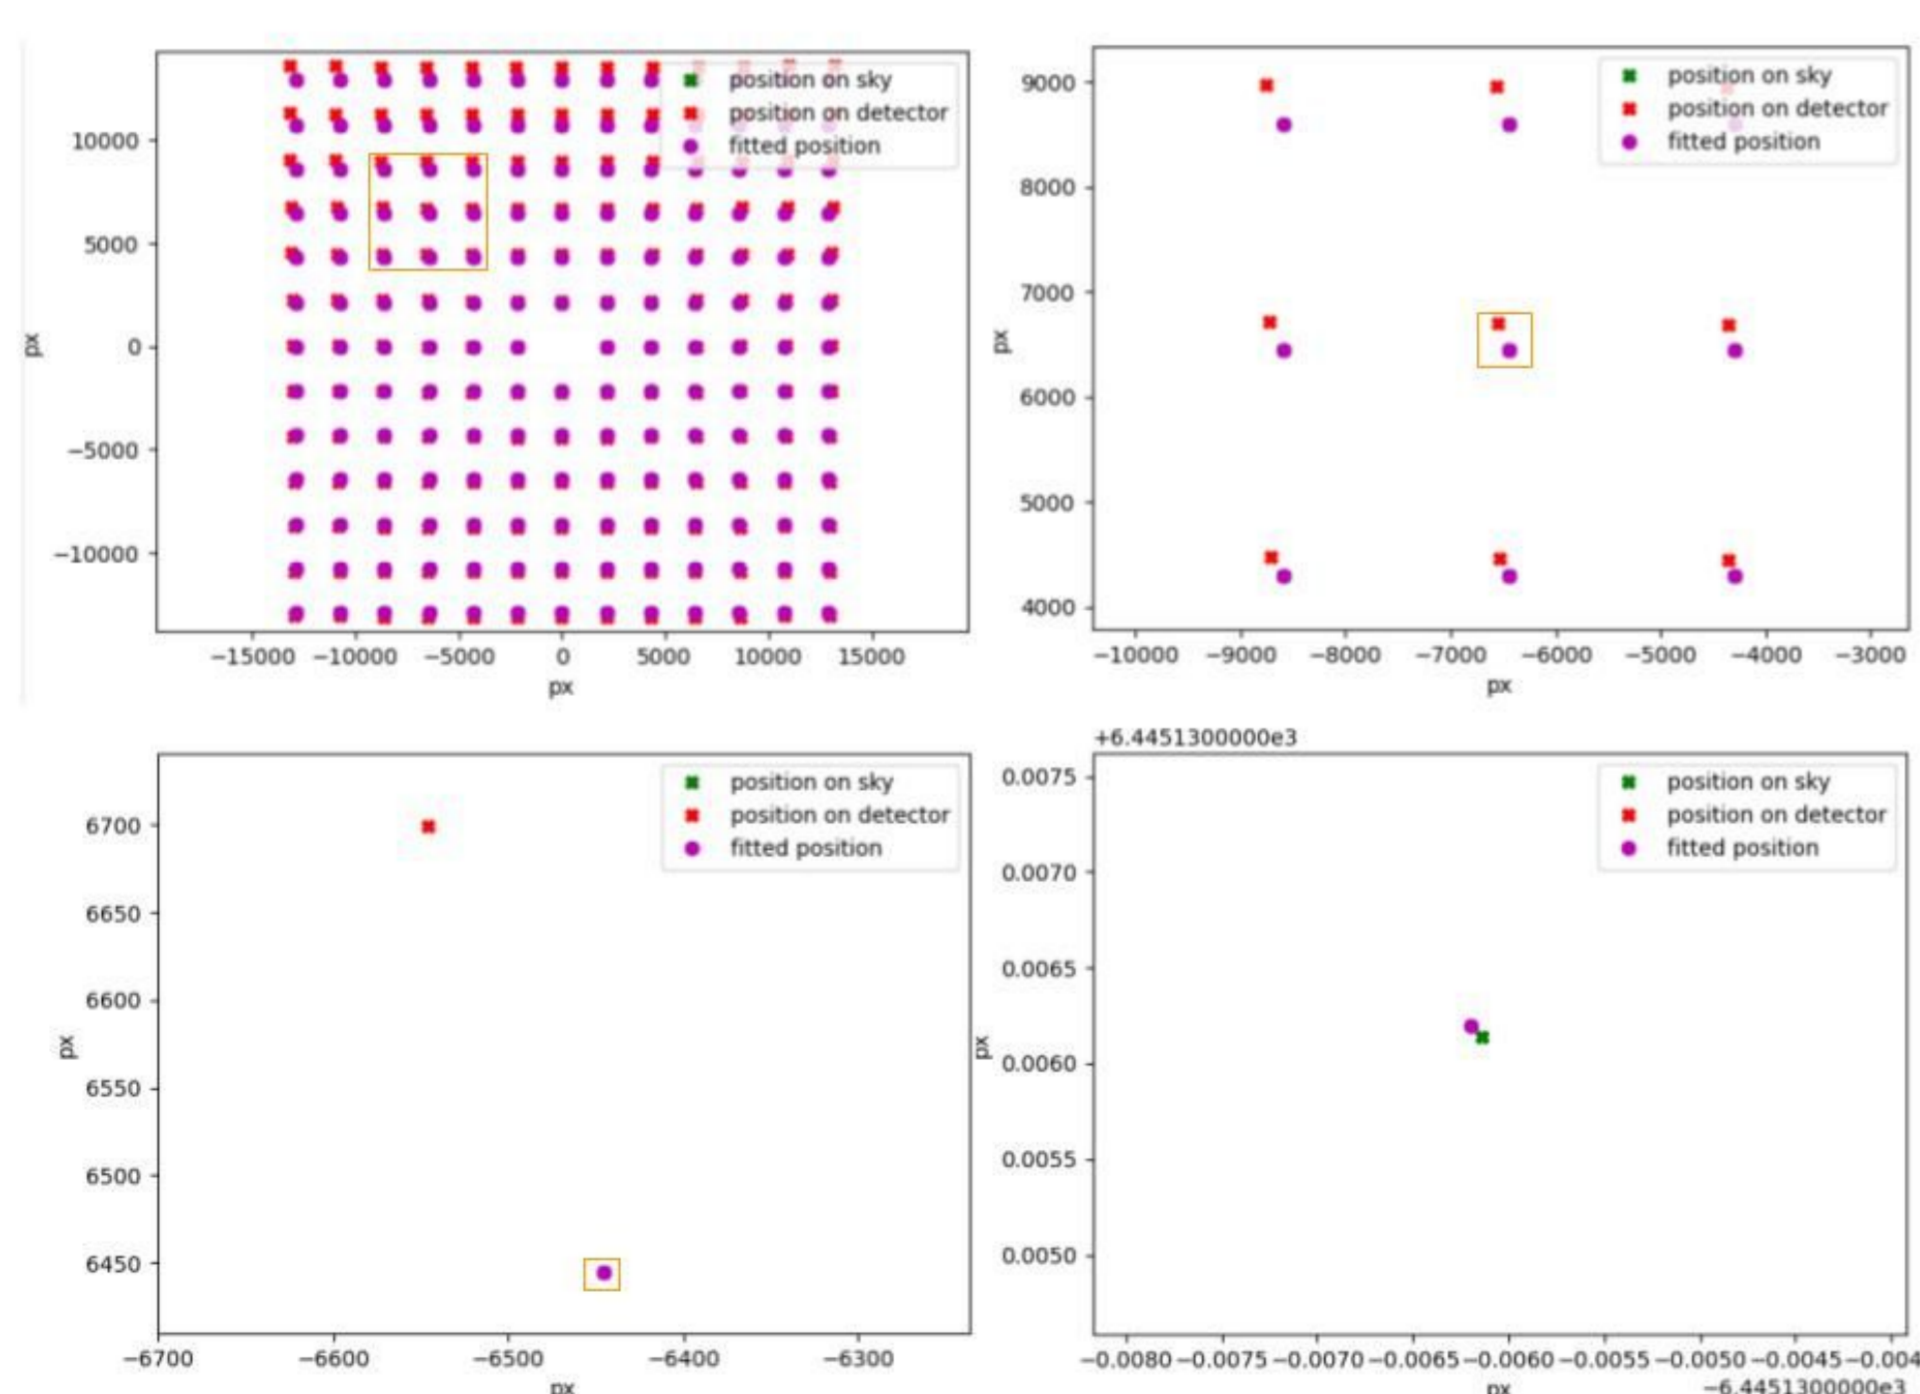 position on sky
position on detector
fitted position
10000
5000
0
−5000
−10000
px
−15000 −10000 −5000 0 5000 10000 15000
px
position on sky
position on detector
fitted position
9000
8000
7000
6000
5000
4000
px
−10000 −9000 −8000 −7000 −6000 −5000 −4000 −3000
px
position on sky
position on detector
fitted position
6700
6650
6600
6550
6500
6450
px
−6700 −6600 −6500 −6400 −6300
px
+6.4451300000e3
position on sky
position on detector
fitted position
0.0075
0.0070
0.0065
0.0060
0.0055
0.0050
px
−0.0080 −0.0075 −0.0070 −0.0065 −0.0060 −0.0055 −0.0050 −0.0045 −0.004
px
−6.4451300000e3